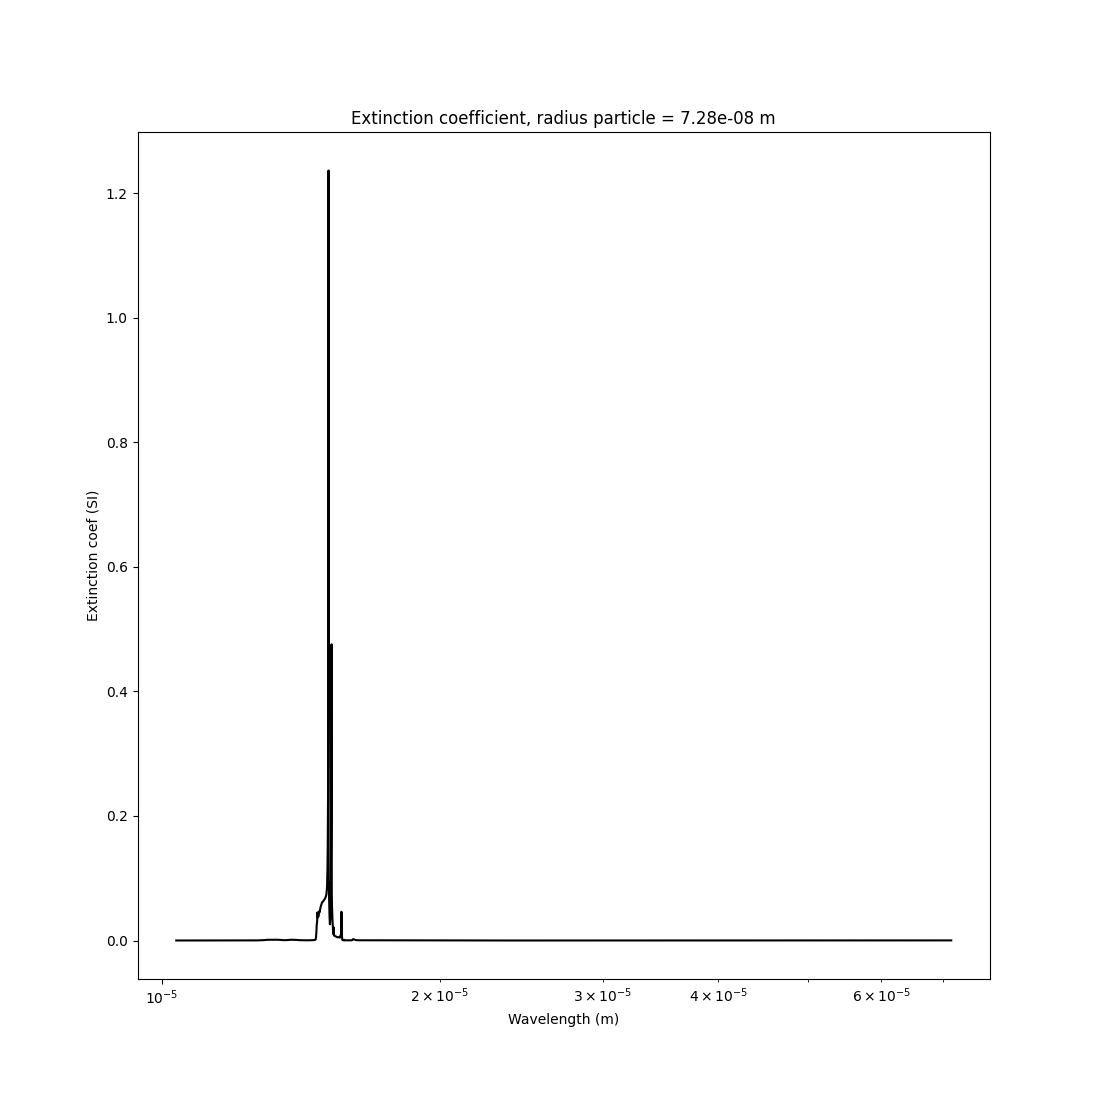 Extinction coefficient, radius particle = 7.28e-08 m
1.2
1.0
0.8
0.6
0.4
0.2
0.0
Extinction coef (SI)
10⁻⁵
2 × 10⁻⁵
3 × 10⁻⁵
4 × 10⁻⁵
6 × 10⁻⁵
Wavelength (m)